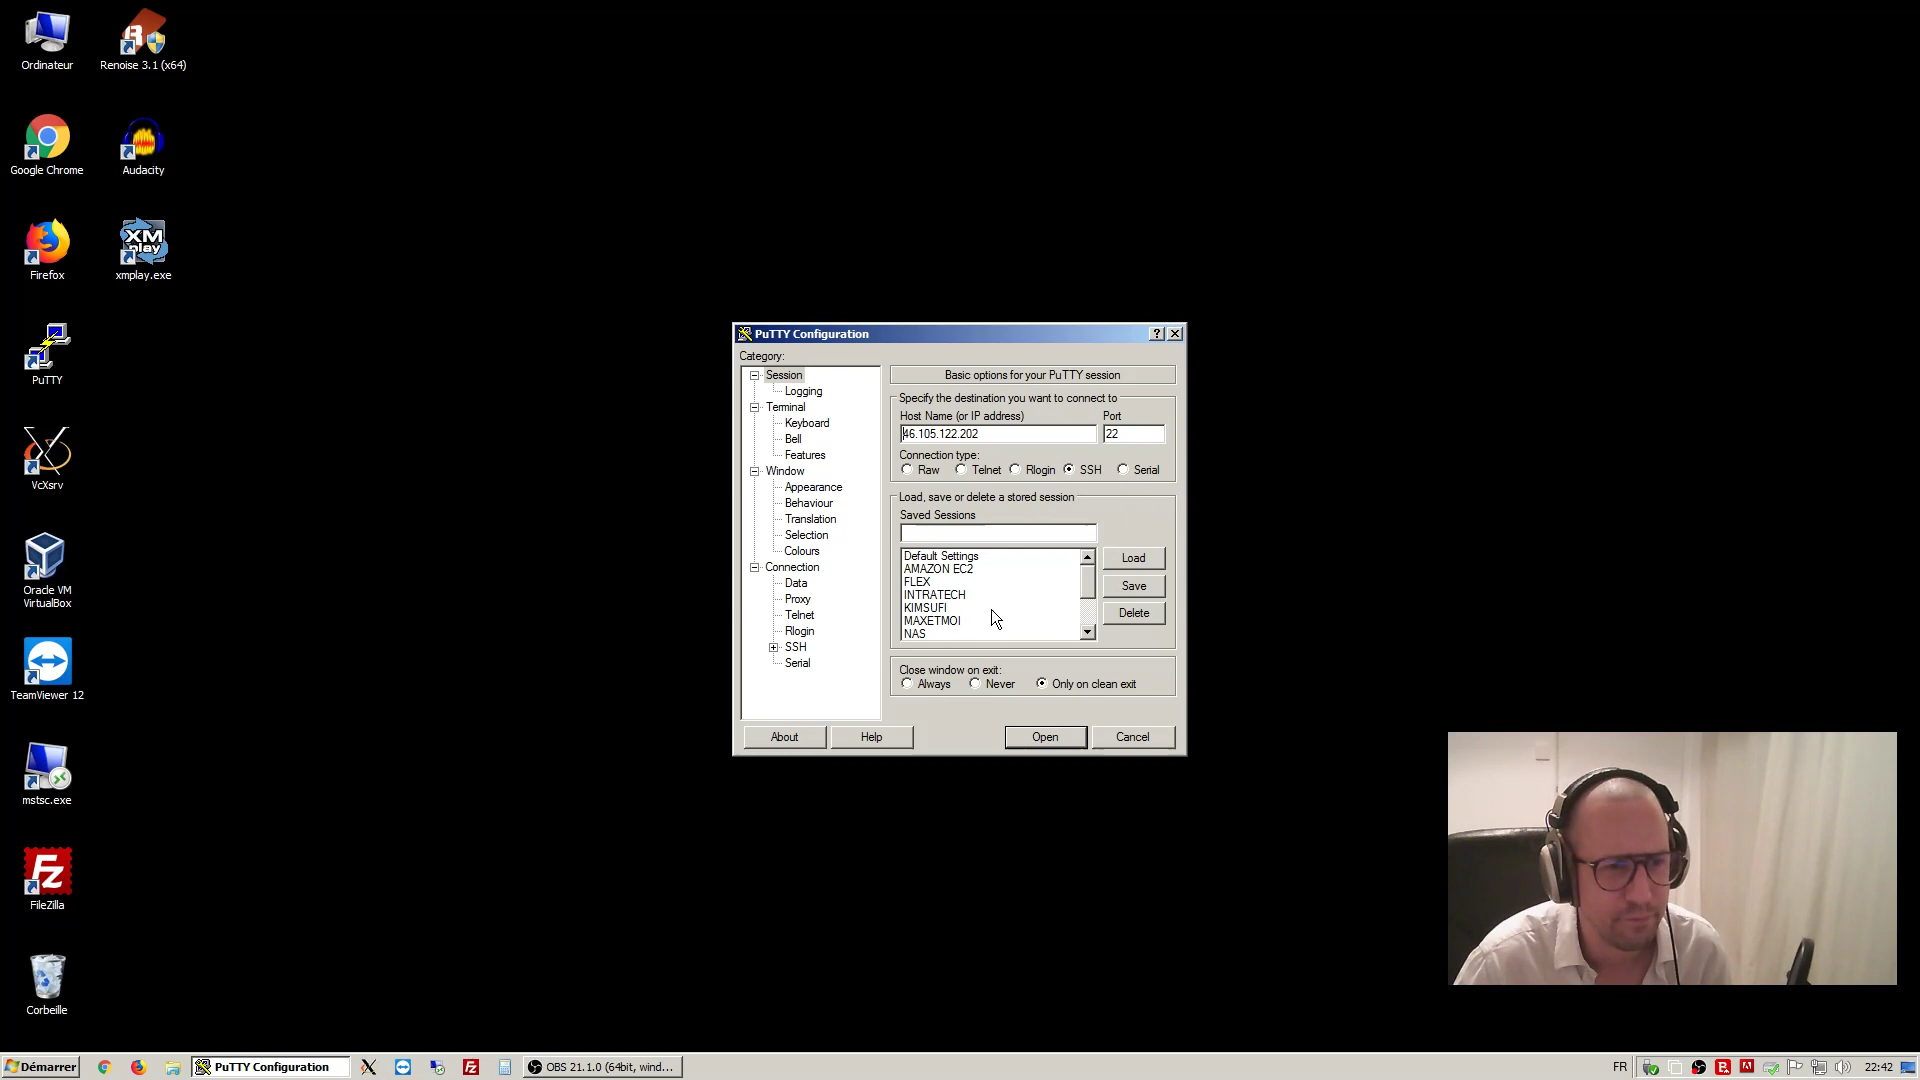 Ordinateur
Renoise 3.1 (x64)
Google Chrome
Audacity
Firefox
XM
play
xmplay.exe
PuTTY
VcXsrv
Oracle VM
VirtualBox
TeamViewer 12
mstsc.exe
Fz
FileZilla
Corbeille
PuTTY Configuration
Category:
Session
Logging
Terminal
Keyboard
Bell
Features
Window
Appearance
Behaviour
Translation
Selection
Colours
Connection
Data
Proxy
Telnet
Rlogin
SSH
Serial
Basic options for your PuTTY session
Specify the destination you want to connect to
Host Name (or IP address) Port
46.105.122.202 22
Connection type:
Raw Telnet Rlogin SSH Serial
Load, save or delete a stored session
Saved Sessions
Default Settings
AMAZON EC2
FLEX
INTRATECH
KIMSUFI
MAXETMOI
NAS
Load
Save
Delete
Close window on exit:
Always Never Only on clean exit
About Help Open Cancel
Démarrer PuTTY Configuration OBS 21.1.0 (64bit, wind... FR 22:42